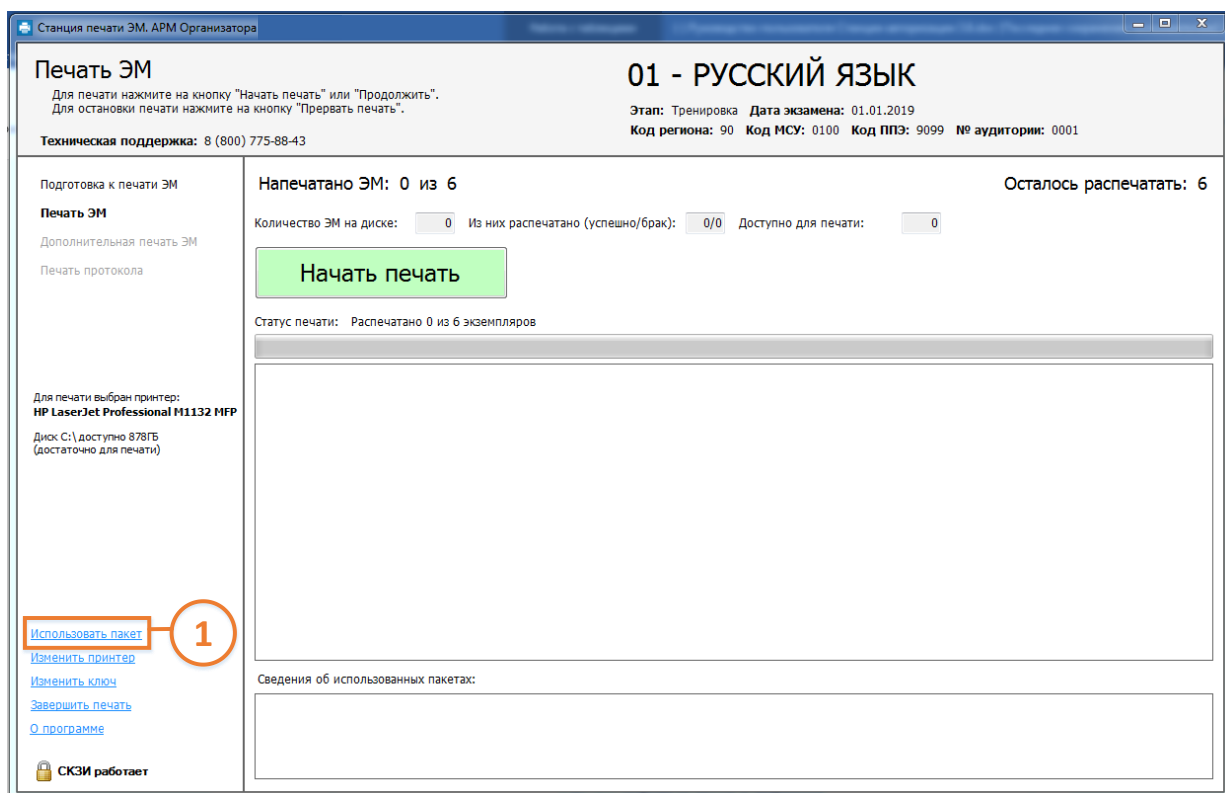 Станция печати ЭМ. АРМ Организатора
Печать ЭМ
Для печати нажмите на кнопку "Начать печать" или "Продолжить".
Для остановки печати нажмите на кнопку "Прервать печать".
Техническая поддержка: 8 (800) 775-88-43
01 - РУССКИЙ ЯЗЫК
Этап: Тренировка Дата экзамена: 01.01.2019
Код региона: 90 Код МСУ: 0100 Код ППЭ: 9099 № аудитории: 0001
Подготовка к печати ЭМ
Печать ЭМ
Дополнительная печать ЭМ
Печать протокола
Для печати выбран принтер:
HP LaserJet Professional M1132 MFP
Диск C:\ доступно 878ГБ
(достаточно для печати)
Использовать пакет
1
Изменить принтер
Изменить ключ
Завершить печать
О программе
СКЗИ работает
Напечатано ЭМ: 0 из 6 Осталось распечатать: 6
Количество ЭМ на диске: 0 Из них распечатано (успешно/брак): 0/0 Доступно для печати: 0
Начать печать
Статус печати: Распечатано 0 из 6 экземпляров
Сведения об использованных пакетах: